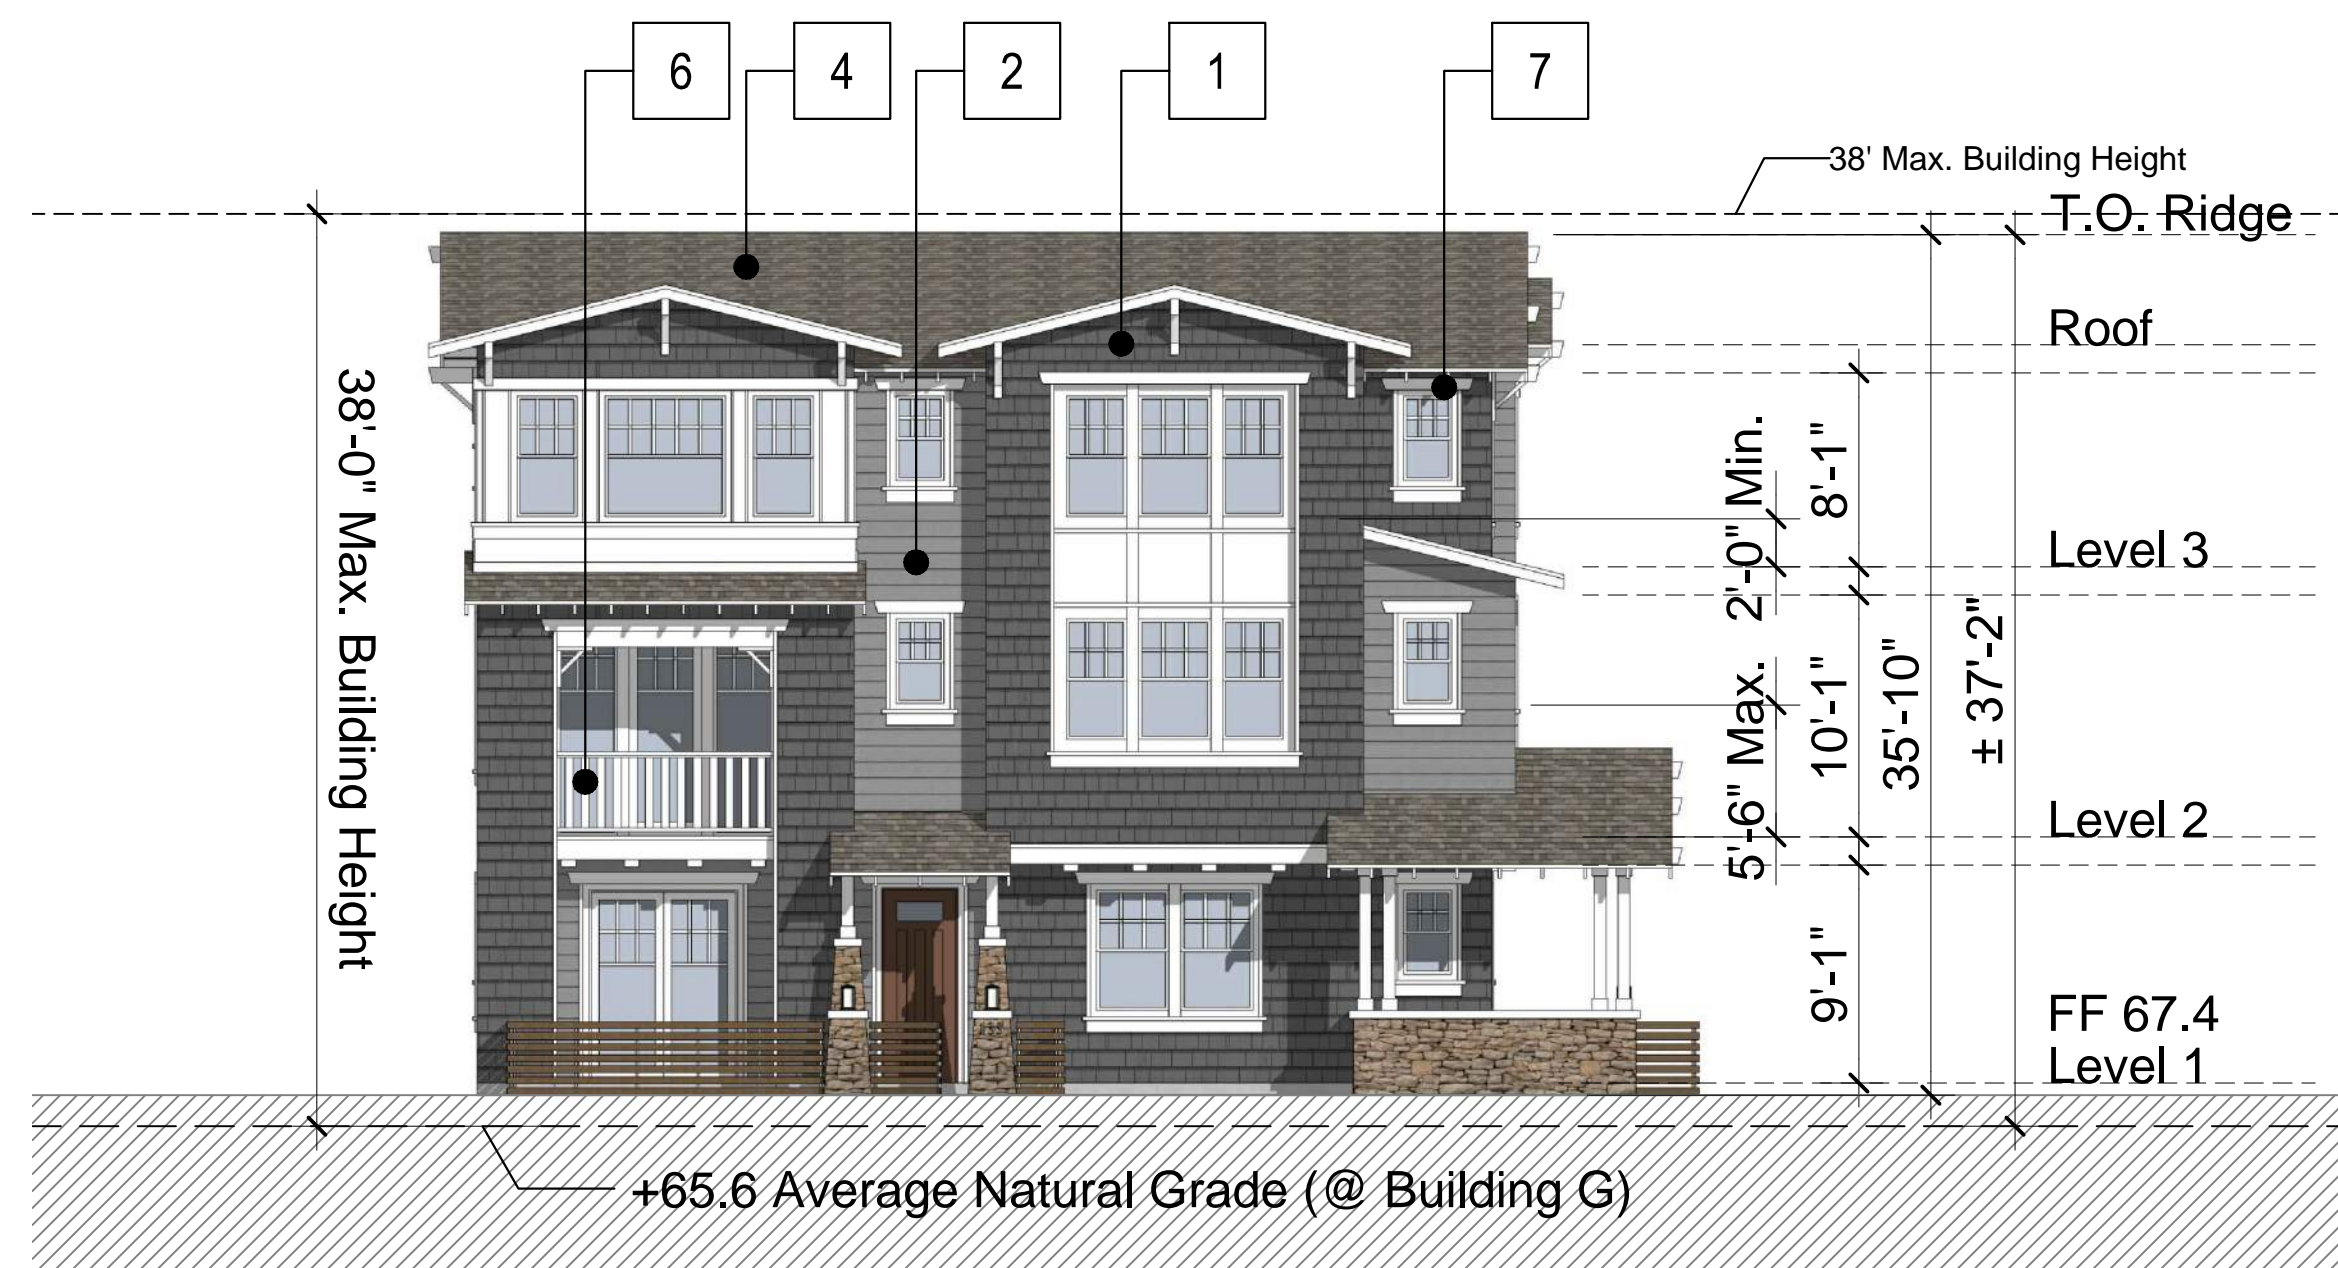 6
4
2
1
7
38' Max. Building Height
T.O. Ridge
Roof
Level 3
Level 2
FF 67.4
Level 1
38'-0" Max. Building Height
2'-0" Min.
5'-6" Max.
8'-1"
10'-1"
9'-1"
35'-10"
± 37'-2"
+65.6 Average Natural Grade (@ Building G)